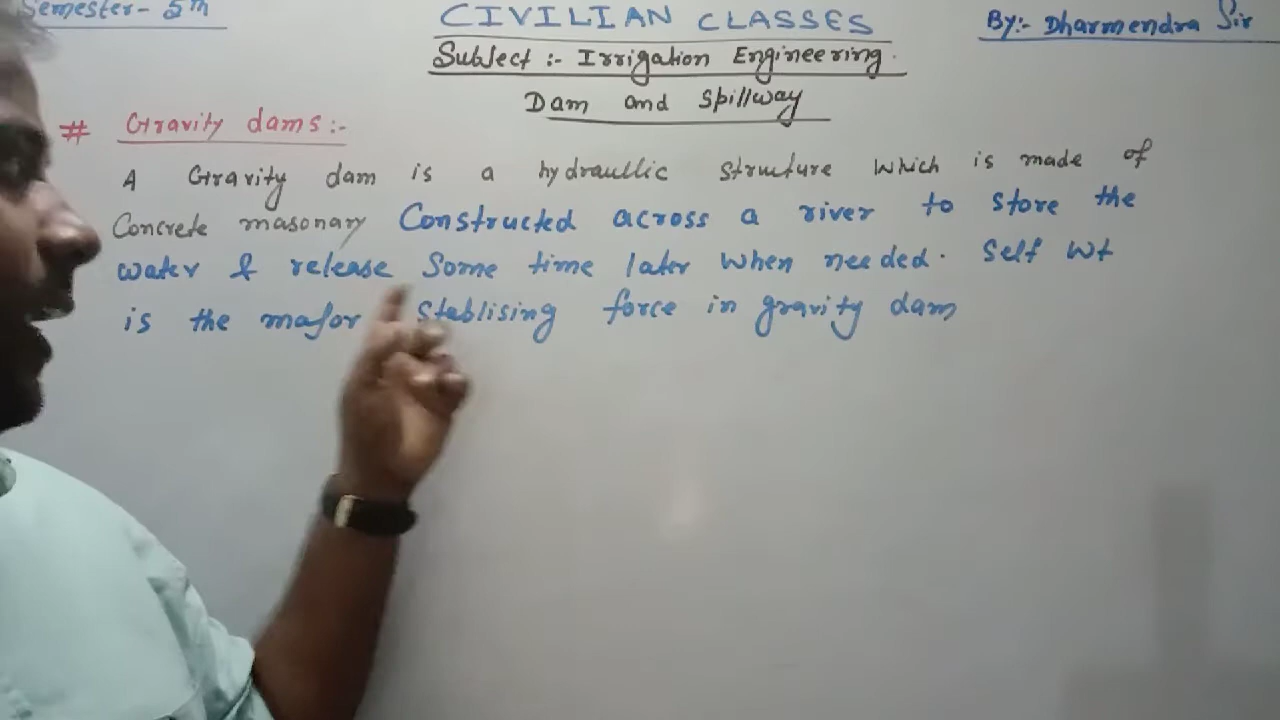 Semester- 5th
CIVILIAN CLASSES
By:- Dharmendra Sir
Subject :- Irrigation Engineering.
Dam and Spillway
# Gravity dams:-
A Gravity dam is a hydraullic structure which is made of
Concrete masonary Constructed across a river to store the
water & release Some time later when needed. Self wt
is the major stablising force in gravity dam